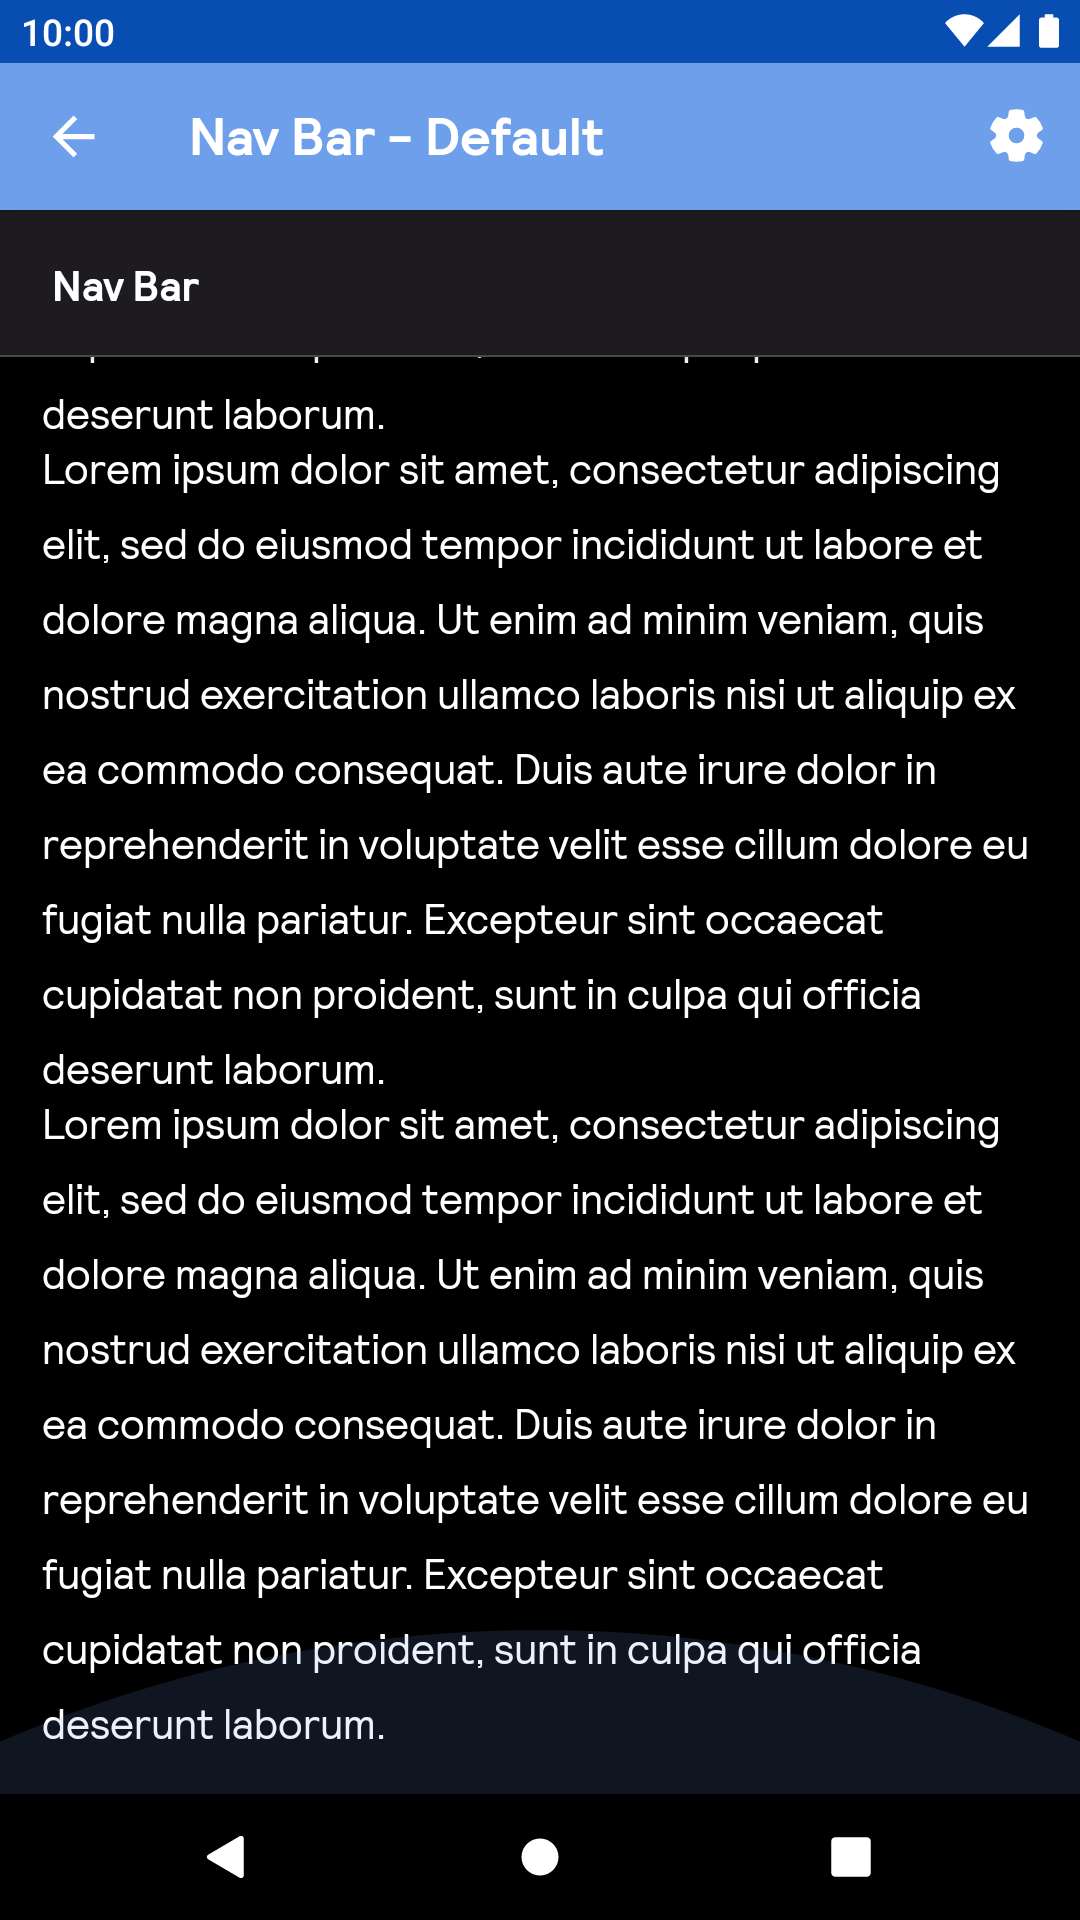 10:00
Nav Bar - Default
Nav Bar
deserunt laborum.
Lorem ipsum dolor sit amet, consectetur adipiscing
elit, sed do eiusmod tempor incididunt ut labore et
dolore magna aliqua. Ut enim ad minim veniam, quis
nostrud exercitation ullamco laboris nisi ut aliquip ex
ea commodo consequat. Duis aute irure dolor in
reprehenderit in voluptate velit esse cillum dolore eu
fugiat nulla pariatur. Excepteur sint occaecat
cupidatat non proident, sunt in culpa qui officia
deserunt laborum.
Lorem ipsum dolor sit amet, consectetur adipiscing
elit, sed do eiusmod tempor incididunt ut labore et
dolore magna aliqua. Ut enim ad minim veniam, quis
nostrud exercitation ullamco laboris nisi ut aliquip ex
ea commodo consequat. Duis aute irure dolor in
reprehenderit in voluptate velit esse cillum dolore eu
fugiat nulla pariatur. Excepteur sint occaecat
cupidatat non proident, sunt in culpa qui officia
deserunt laborum.